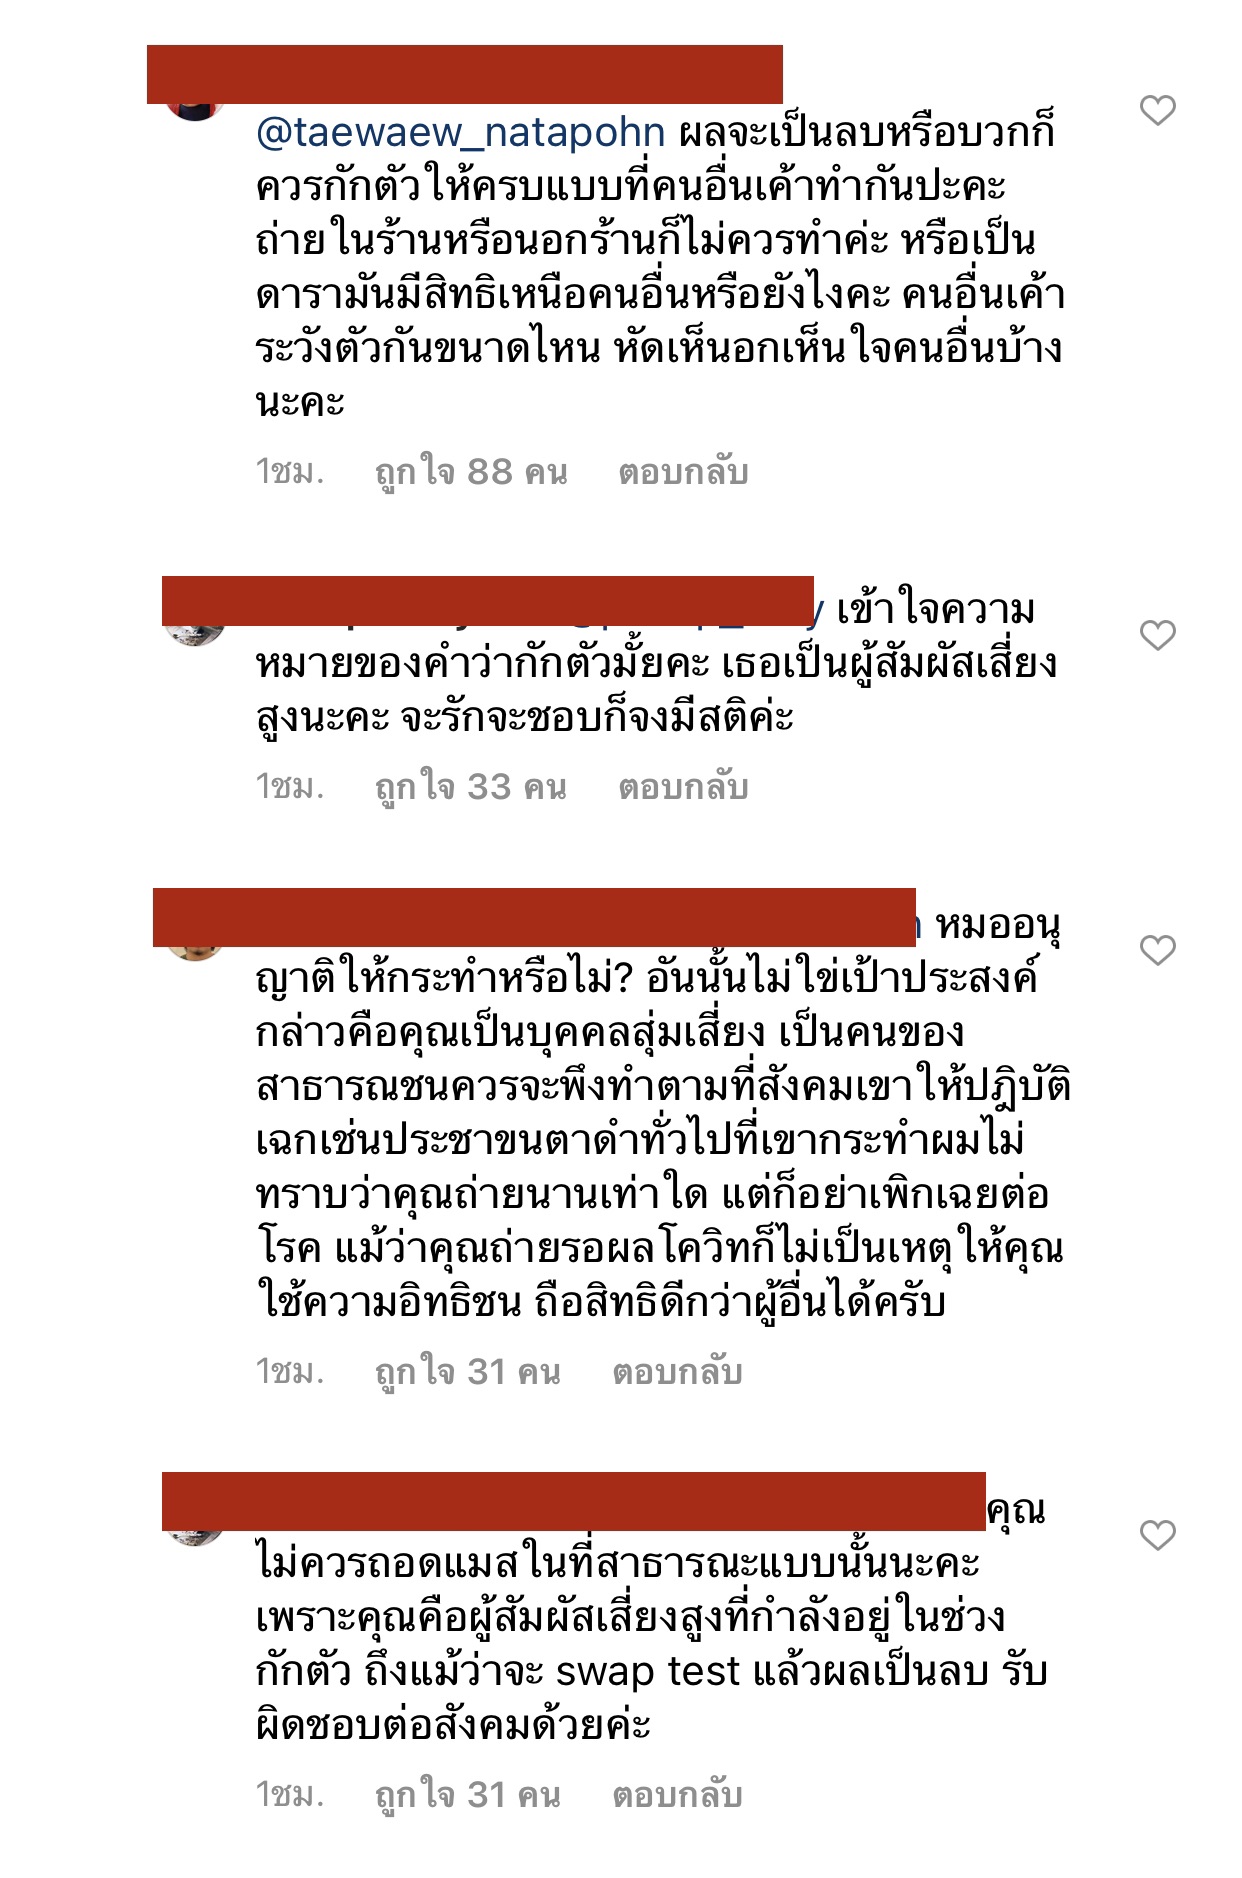 @taewaew_natapohn ผลจะเป็นลบหรือบวกก็
ควรกักตัวให้ครบแบบที่คนอื่นเค้าทำกันปะคะ
ถ่ายในร้านหรือนอกร้านก็ไม่ควรทำค่ะ หรือเป็น
ดารามันมีสิทธิเหนือคนอื่นหรือยังไงคะ คนอื่นเค้า
ระวังตัวกันขนาดไหน หัดเห็นอกเห็นใจคนอื่นบ้าง
นะคะ
1ชม. ถูกใจ 88 คน ตอบกลับ
เข้าใจความ
หมายของคำว่ากักตัวมั้ยคะ เธอเป็นผู้สัมผัสเสี่ยง
สูงนะคะ จะรักจะชอบก็จงมีสติค่ะ
1ชม. ถูกใจ 33 คน ตอบกลับ
หมออนุ
ญาติให้กระทำหรือไม่? อันนั้นไม่ใข่เป้าประสงค์
กล่าวคือคุณเป็นบุคคลสุ่มเสี่ยง เป็นคนของ
สาธารณชนควรจะพึงทำตามที่สังคมเขาให้ปฎิบัติ
เฉกเช่นประชาขนตาดำทั่วไปที่เขากระทำผมไม่
ทราบว่าคุณถ่ายนานเท่าใด แต่ก็อย่าเพิกเฉยต่อ
โรค แม้ว่าคุณถ่ายรอผลโควิทก็ไม่เป็นเหตุให้คุณ
ใช้ความอิทธิชน ถือสิทธิดีกว่าผู้อื่นได้ครับ
1ชม. ถูกใจ 31 คน ตอบกลับ
คุณ
ไม่ควรถอดแมสในที่สาธารณะแบบนั้นนะคะ
เพราะคุณคือผู้สัมผัสเสี่ยงสูงที่กำลังอยู่ในช่วง
กักตัว ถึงแม้ว่าจะ swap test แล้วผลเป็นลบ รับ
ผิดชอบต่อสังคมด้วยค่ะ
1ชม. ถูกใจ 31 คน ตอบกลับ